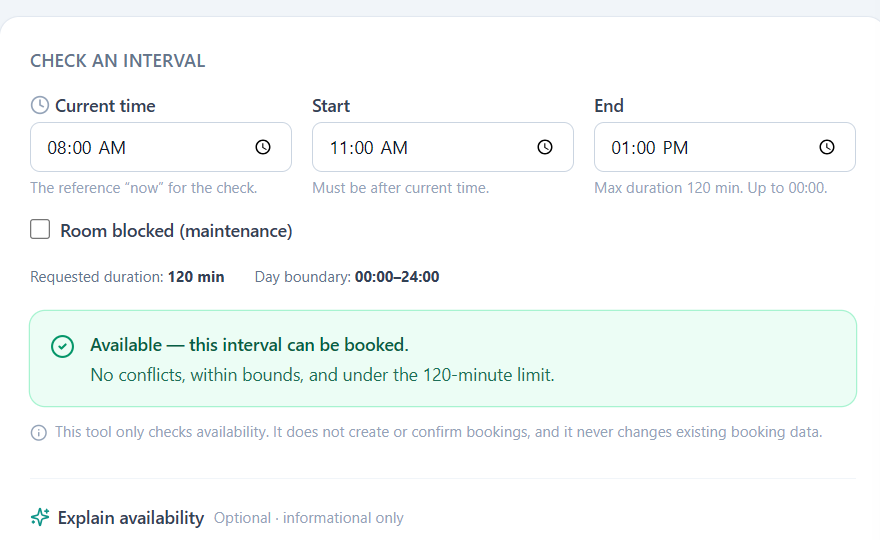 CHECK AN INTERVAL
Current time
Start
End
08:00 AM
11:00 AM
01:00 PM
The reference “now” for the check.
Must be after current time.
Max duration 120 min. Up to 00:00.
Room blocked (maintenance)
Requested duration: 120 min
Day boundary: 00:00–24:00
Available — this interval can be booked.
No conflicts, within bounds, and under the 120-minute limit.
This tool only checks availability. It does not create or confirm bookings, and it never changes existing booking data.
Explain availability Optional · informational only